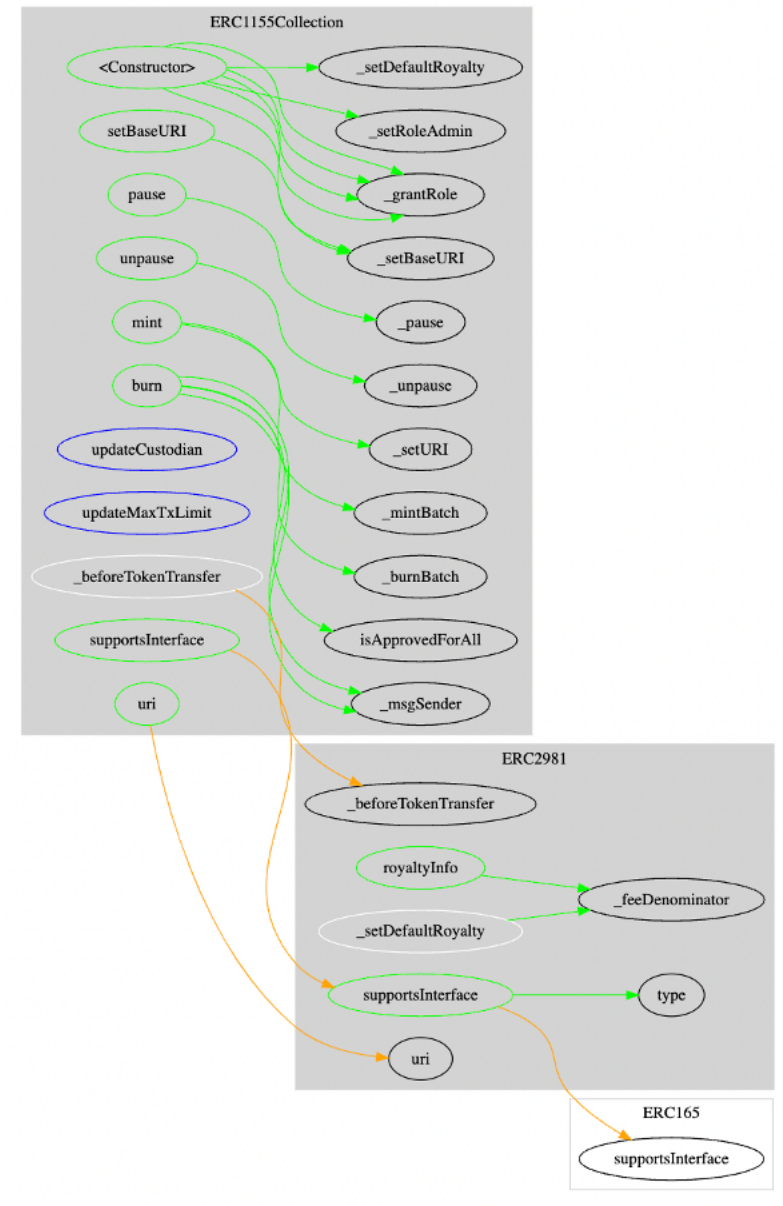 ERC1155Collection
<Constructor>
_setDefaultRoyalty
setBaseURI
_setRoleAdmin
pause
_grantRole
unpause
_setBaseURI
mint
_pause
burn
_unpause
updateCustodian
_setURI
updateMaxTxLimit
_mintBatch
_beforeTokenTransfer
_burnBatch
supportsInterface
isApprovedForAll
uri
_msgSender
ERC2981
_beforeTokenTransfer
royaltyInfo
_feeDenominator
_setDefaultRoyalty
supportsInterface
type
uri
ERC165
supportsInterface